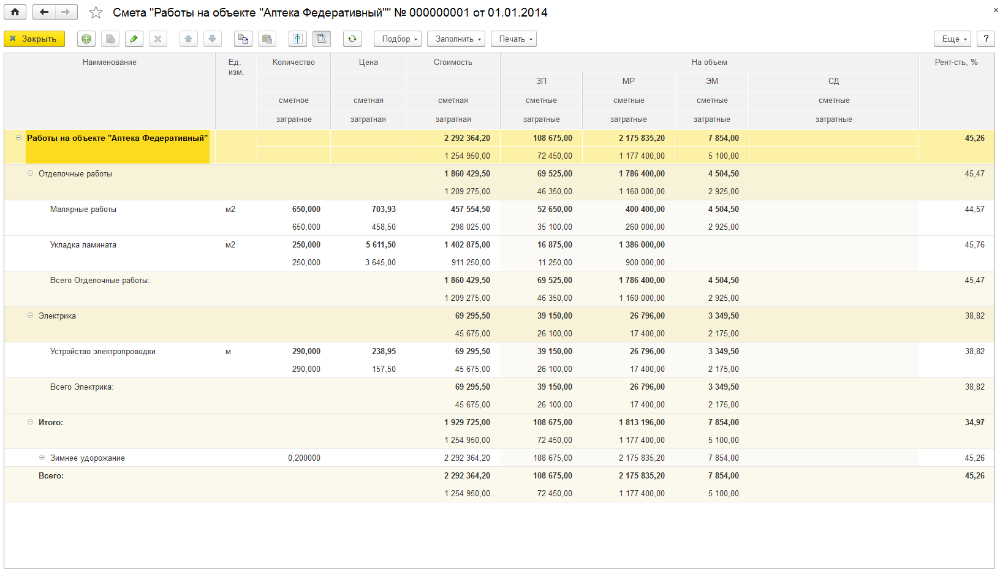 Смета "Работы на объекте "Аптека Федеративный"" № 000000001 от 01.01.2014
Закрыть Подбор Заполнить Печать Еще ?
Наименование Ед. изм. Количество Цена Стоимость На объем Рент-сть, %
ЗП МР ЭМ СД
сметное сметная сметная сметные сметные сметные сметные
затратное затратная затратная затратные затратные затратные затратные
Работы на объекте "Аптека Федеративный" 2 292 364,20 108 675,00 2 175 835,20 7 854,00 45,26
1 254 950,00 72 450,00 1 177 400,00 5 100,00
Отделочные работы 1 860 429,50 69 525,00 1 786 400,00 4 504,50 45,47
1 209 275,00 46 350,00 1 160 000,00 2 925,00
Малярные работы м2 650,000 703,93 457 554,50 52 650,00 400 400,00 4 504,50 44,57
650,000 458,50 298 025,00 35 100,00 260 000,00 2 925,00
Укладка ламината м2 250,000 5 611,50 1 402 875,00 16 875,00 1 386 000,00 45,76
250,000 3 645,00 911 250,00 11 250,00 900 000,00
Всего Отделочные работы: 1 860 429,50 69 525,00 1 786 400,00 4 504,50 45,47
1 209 275,00 46 350,00 1 160 000,00 2 925,00
Электрика 69 295,50 39 150,00 26 796,00 3 349,50 38,82
45 675,00 26 100,00 17 400,00 2 175,00
Устройство электропроводки м 290,000 238,95 69 295,50 39 150,00 26 796,00 3 349,50 38,82
290,000 157,50 45 675,00 26 100,00 17 400,00 2 175,00
Всего Электрика: 69 295,50 39 150,00 26 796,00 3 349,50 38,82
45 675,00 26 100,00 17 400,00 2 175,00
Итого: 1 929 725,00 108 675,00 1 813 196,00 7 854,00 34,97
1 254 950,00 72 450,00 1 177 400,00 5 100,00
Зимнее удорожание 0,200000 2 292 364,20 108 675,00 2 175 835,20 7 854,00 45,26
Всего: 2 292 364,20 108 675,00 2 175 835,20 7 854,00 45,26
1 254 950,00 72 450,00 1 177 400,00 5 100,00